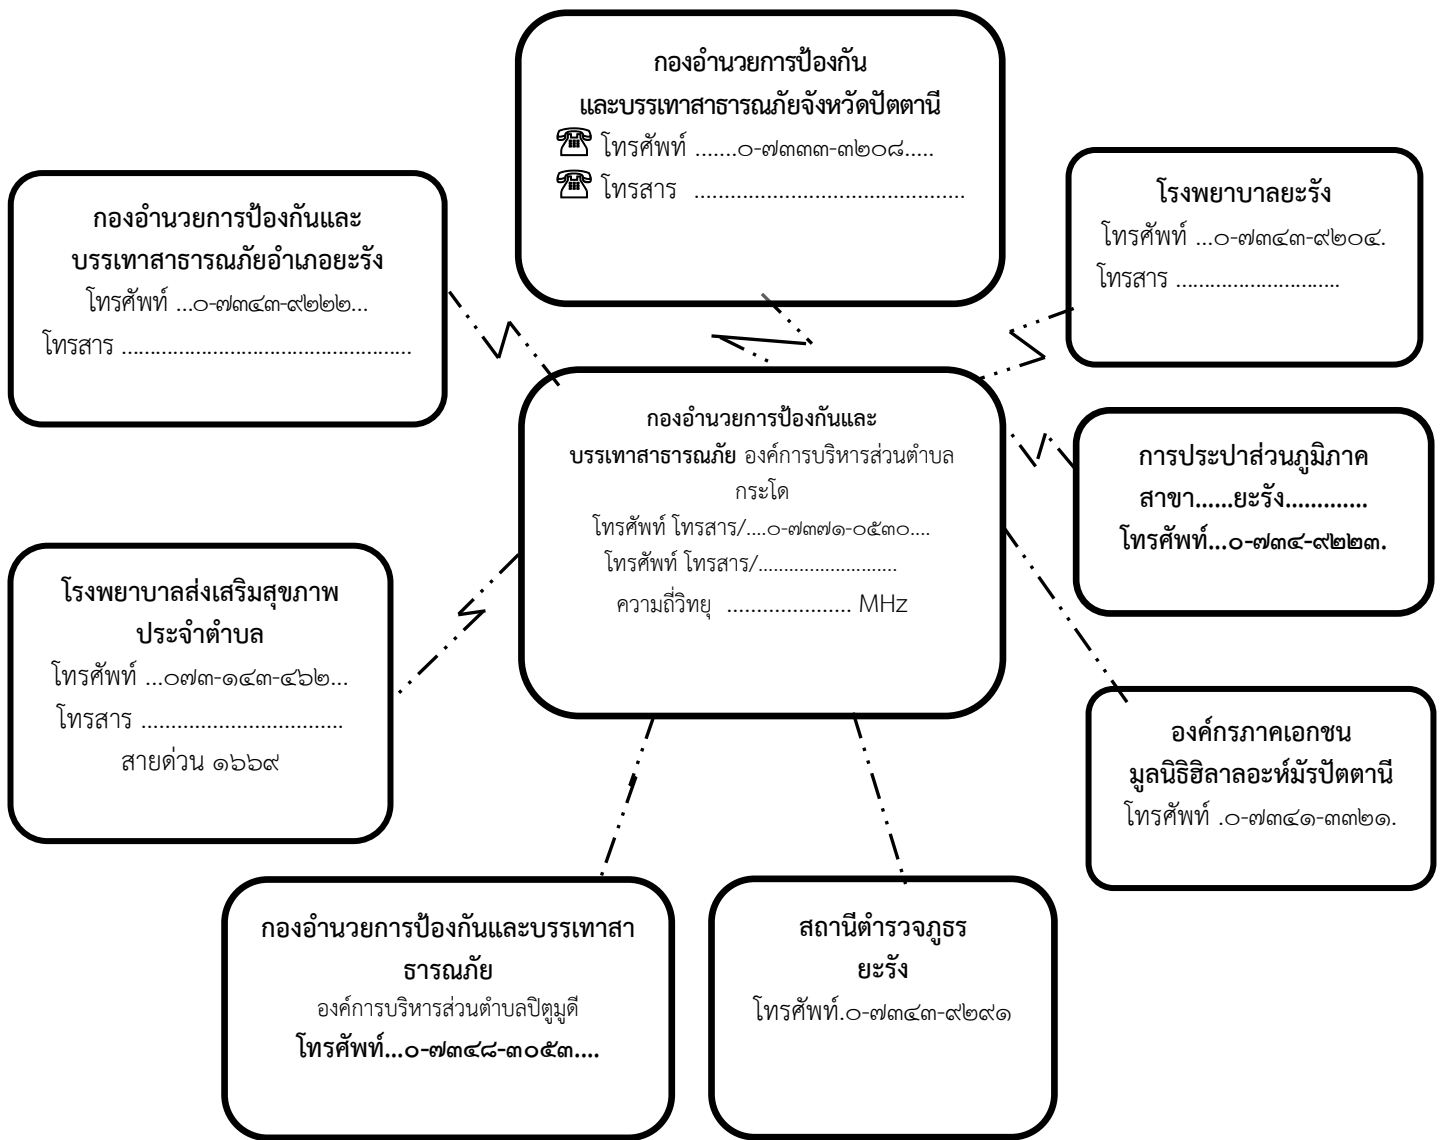 กองอำนวยการป้องกัน
และบรรเทาสาธารณภัยจังหวัดปัตตานี
โทรศัพท์ .......๐-๗๓๓๓-๓๒๐๘.....
โทรสาร .............................................
กองอำนวยการป้องกันและ
บรรเทาสาธารณภัยอำเภอยะรัง
โทรศัพท์ ...๐-๗๓๔๓-๙๒๒๒...
โทรสาร ................................................
โรงพยาบาลยะรัง
โทรศัพท์ ...๐-๗๓๔๓-๙๒๐๔.
โทรสาร ............................
กองอำนวยการป้องกันและ
บรรเทาสาธารณภัย องค์การบริหารส่วนตำบล
กระโด
โทรศัพท์ โทรสาร/....๐-๗๓๗๑-๐๕๓๐....
โทรศัพท์ โทรสาร/...........................
ความถี่วิทยุ ..................... MHz
การประปาส่วนภูมิภาค
สาขา......ยะรัง.............
โทรศัพท์...๐-๗๓๔-๙๒๒๓.
โรงพยาบาลส่งเสริมสุขภาพ
ประจำตำบล
โทรศัพท์ ...๐๗๓-๑๔๓-๔๖๒...
โทรสาร ..................................
สายด่วน ๑๖๖๙
องค์กรภาคเอกชน
มูลนิธิฮิลาลอะห์มัรปัตตานี
โทรศัพท์ .๐-๗๓๔๑-๓๓๒๑.
กองอำนวยการป้องกันและบรรเทาสา
ธารณภัย
องค์การบริหารส่วนตำบลปิตูมูดี
โทรศัพท์...๐-๗๓๔๘-๓๐๕๓....
สถานีตำรวจภูธร
ยะรัง
โทรศัพท์.๐-๗๓๔๓-๙๒๙๑